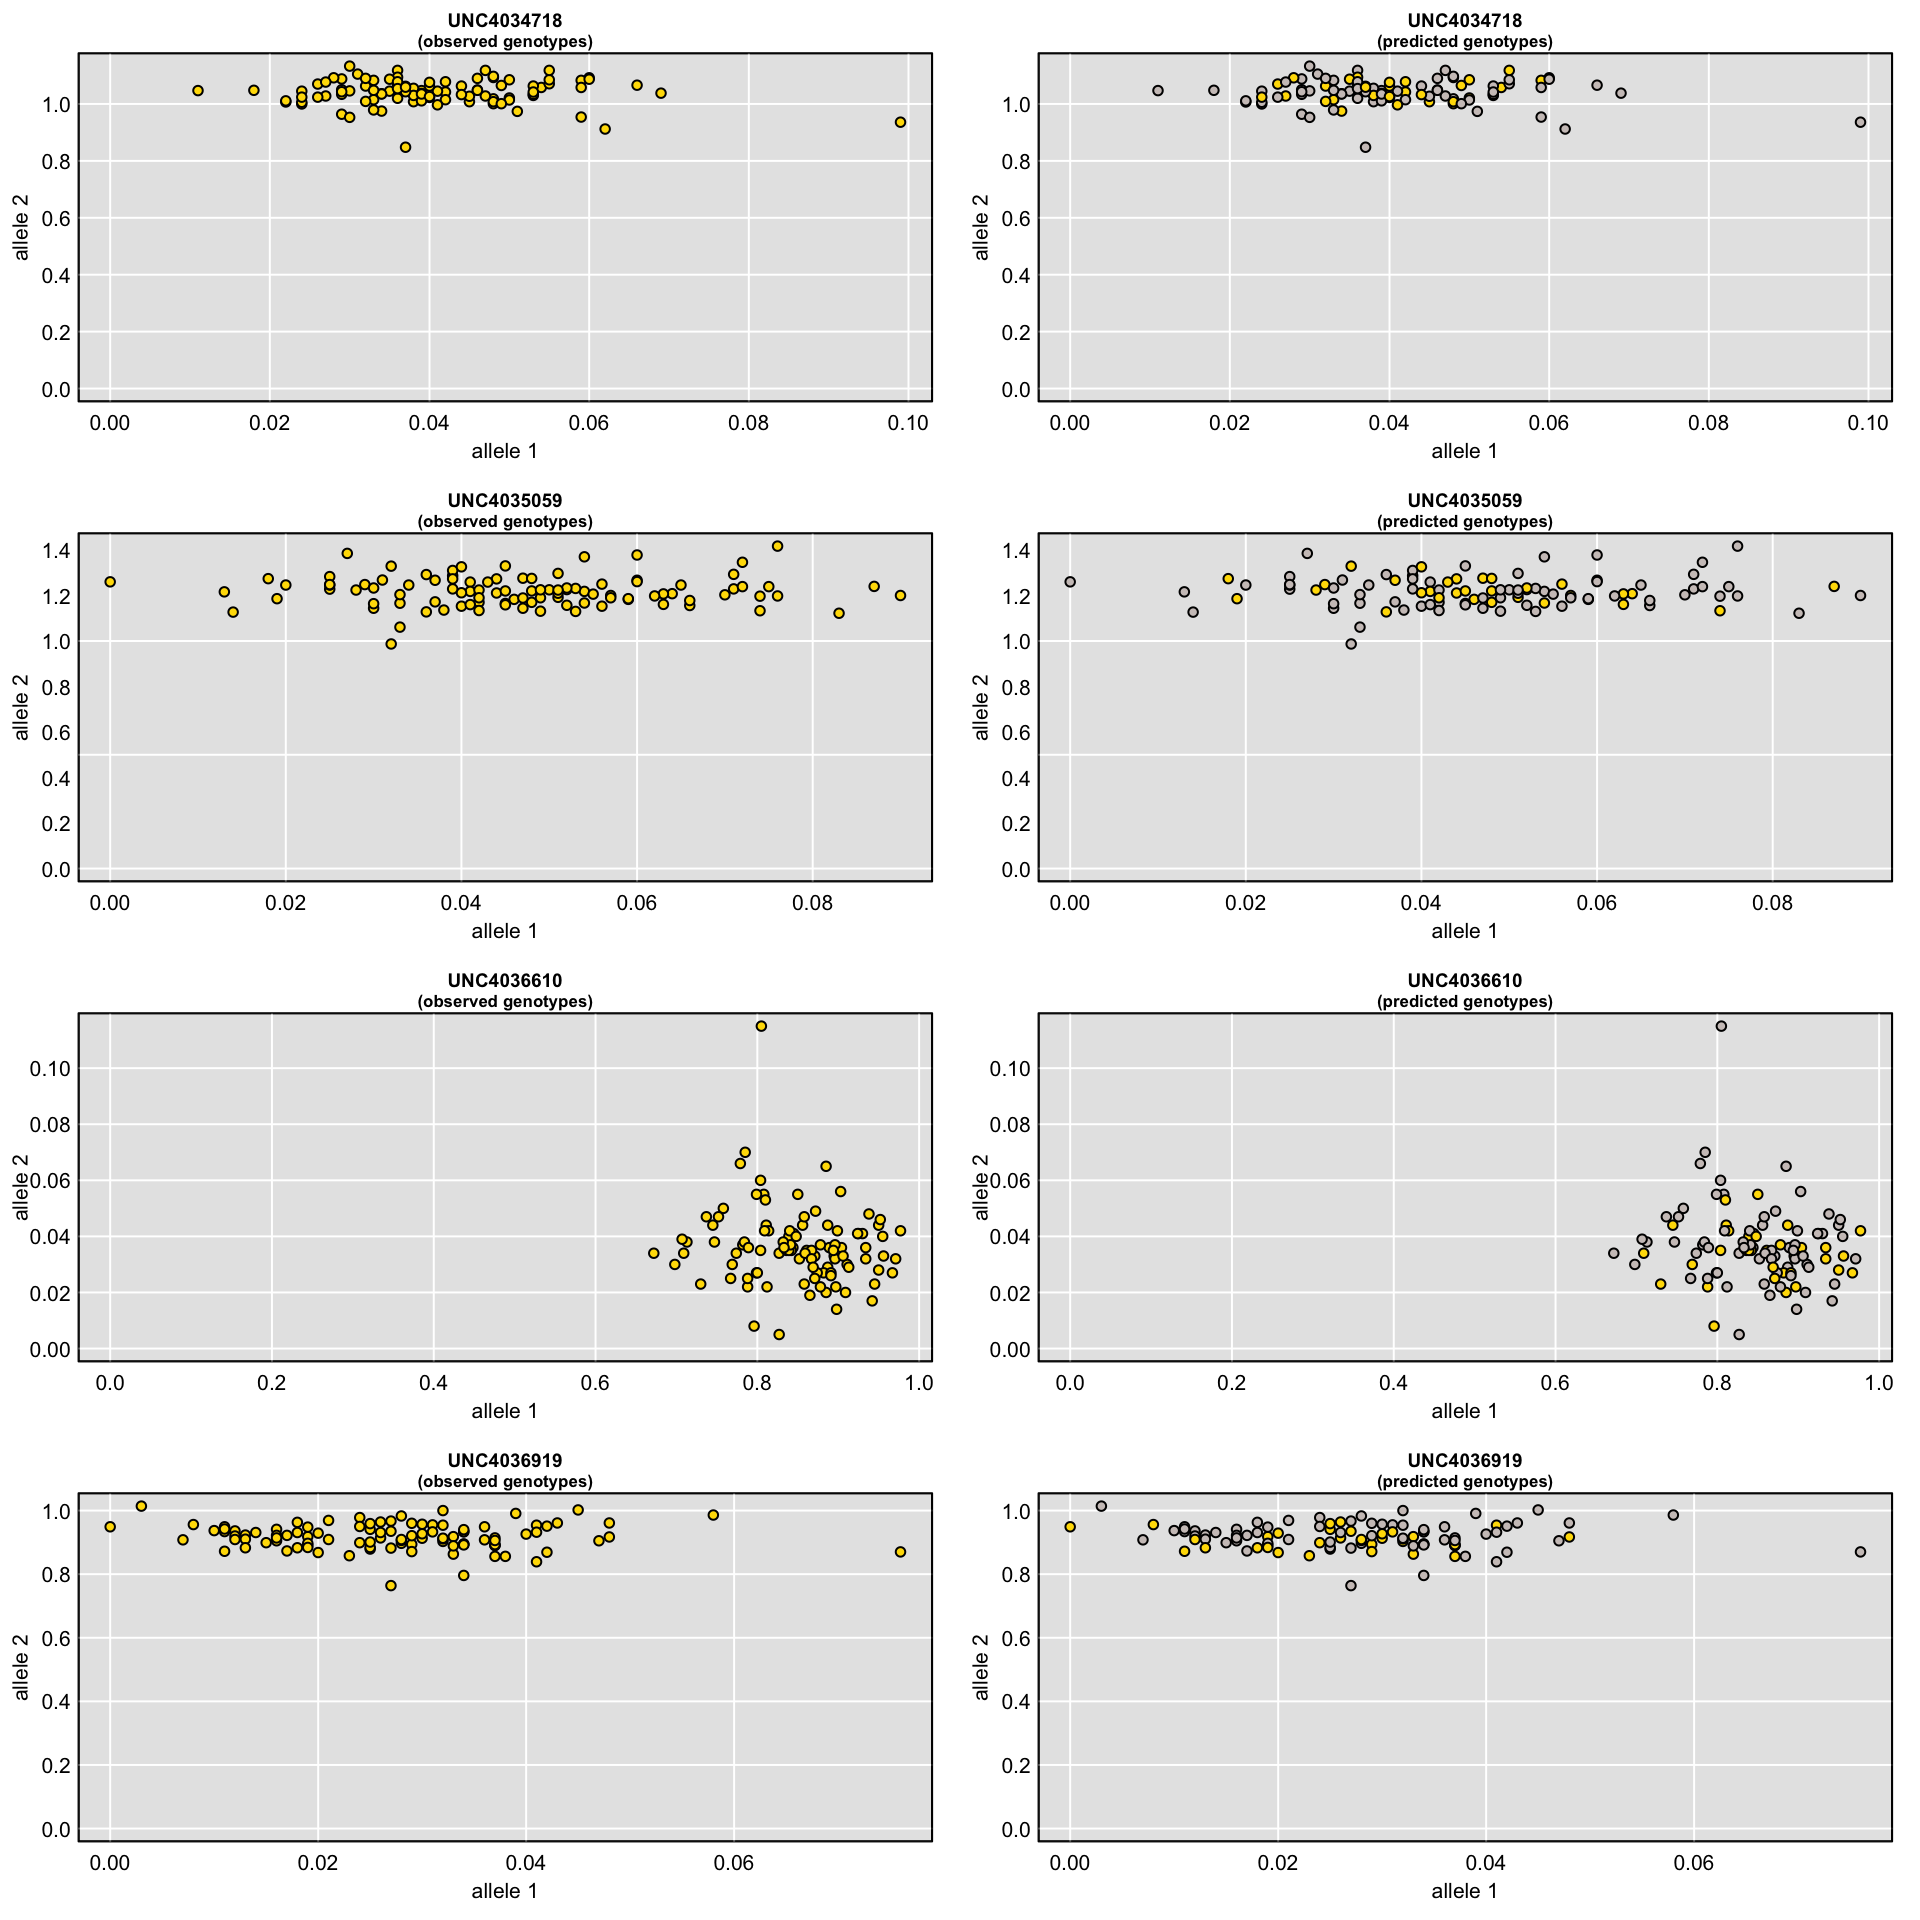 UNC4034718
(observed genotypes)
1.0
0.8
0.6
0.4
0.2
0.0
allele 2
0.00 0.02 0.04 0.06 0.08 0.10
allele 1
UNC4034718
(predicted genotypes)
1.0
0.8
0.6
0.4
0.2
0.0
allele 2
0.00 0.02 0.04 0.06 0.08 0.10
allele 1
UNC4035059
(observed genotypes)
1.4
1.2
1.0
0.8
0.6
0.4
0.2
0.0
allele 2
0.00 0.02 0.04 0.06 0.08
allele 1
UNC4035059
(predicted genotypes)
1.4
1.2
1.0
0.8
0.6
0.4
0.2
0.0
allele 2
0.00 0.02 0.04 0.06 0.08
allele 1
UNC4036610
(observed genotypes)
0.10
0.08
0.06
0.04
0.02
0.00
allele 2
0.0 0.2 0.4 0.6 0.8 1.0
allele 1
UNC4036610
(predicted genotypes)
0.10
0.08
0.06
0.04
0.02
0.00
allele 2
0.0 0.2 0.4 0.6 0.8 1.0
allele 1
UNC4036919
(observed genotypes)
1.0
0.8
0.6
0.4
0.2
0.0
allele 2
0.00 0.02 0.04 0.06
allele 1
UNC4036919
(predicted genotypes)
1.0
0.8
0.6
0.4
0.2
0.0
allele 2
0.00 0.02 0.04 0.06
allele 1